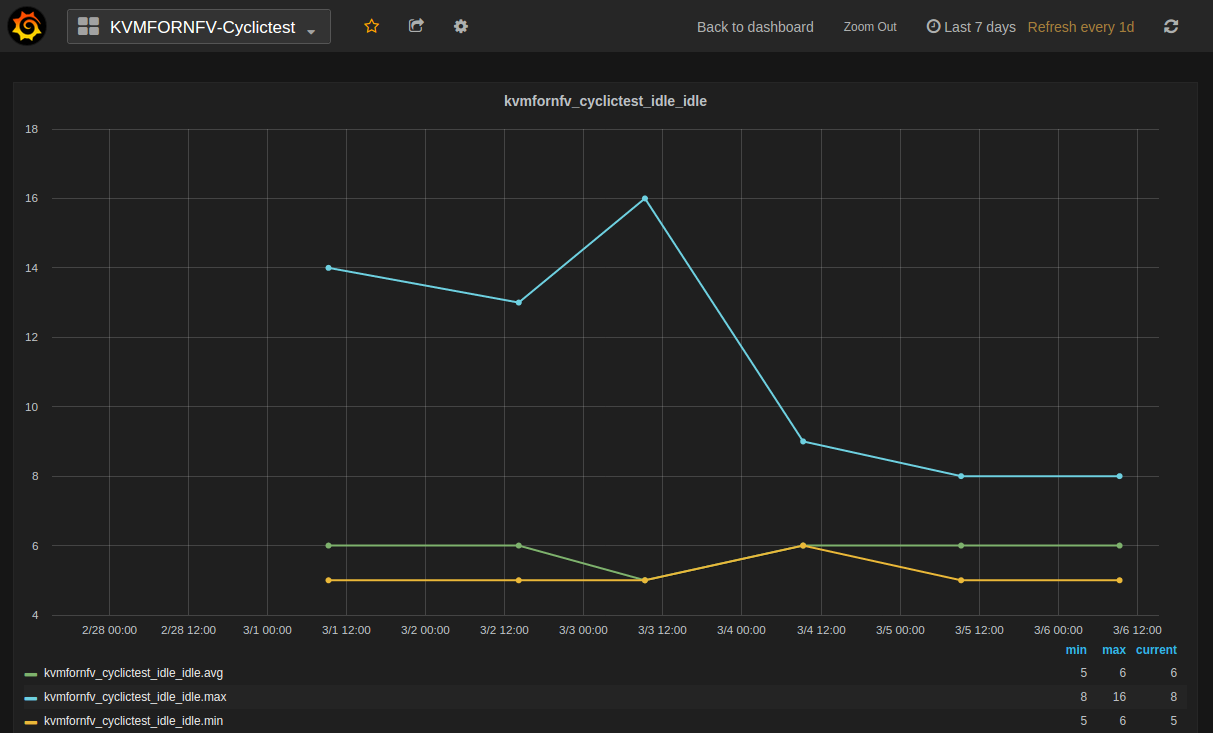 KVMFORNFV-Cyclictest
Back to dashboard Zoom Out Last 7 days Refresh every 1d
kvmfornfv_cyclictest_idle_idle
18
16
14
12
10
8
6
4
2/28 00:00 2/28 12:00 3/1 00:00 3/1 12:00 3/2 00:00 3/2 12:00 3/3 00:00 3/3 12:00 3/4 00:00 3/4 12:00 3/5 00:00 3/5 12:00 3/6 00:00 3/6 12:00
min max current
kvmfornfv_cyclictest_idle_idle.avg 5 6 6
kvmfornfv_cyclictest_idle_idle.max 8 16 8
kvmfornfv_cyclictest_idle_idle.min 5 6 5